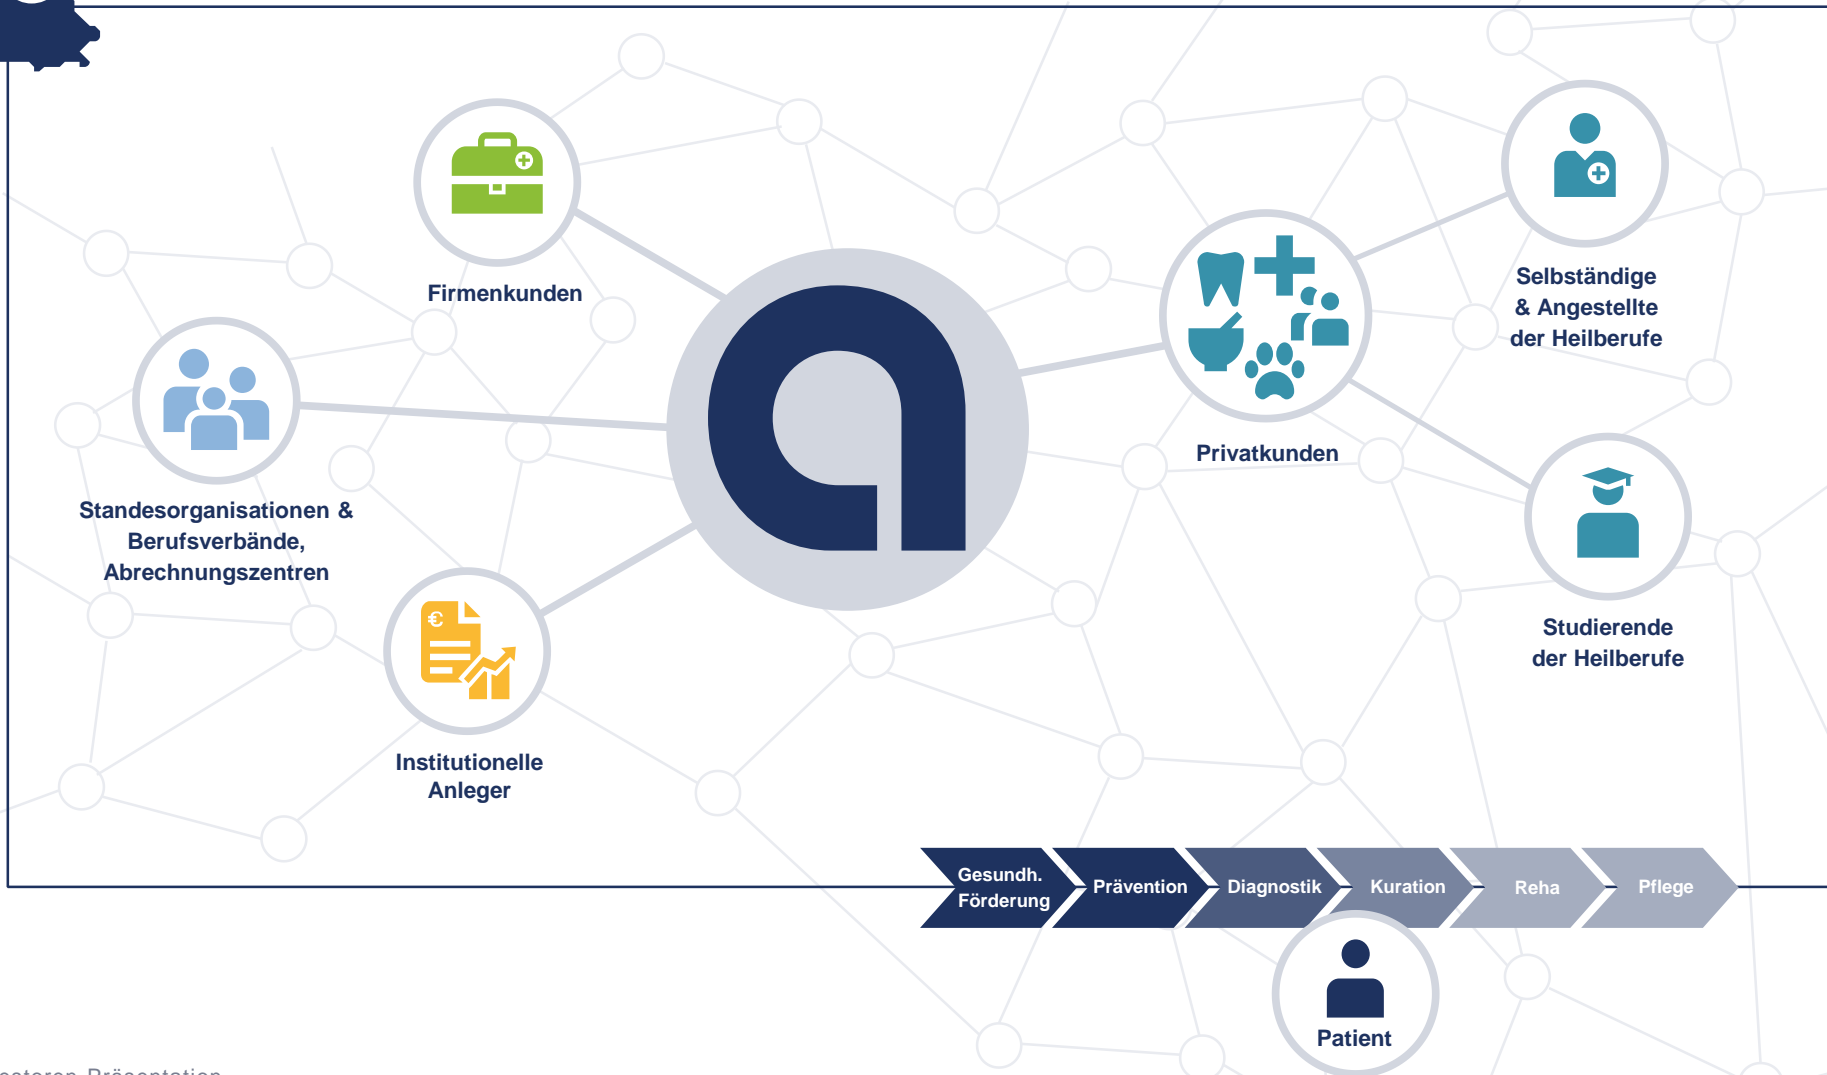 Firmenkunden
Selbständige
& Angestellte
der Heilberufe
Privatkunden
Standesorganisationen &
Berufsverbände,
Abrechnungszentren
€
Studierende
der Heilberufe
Institutionelle
Anleger
Gesundh.
Förderung
Prävention
Diagnostik
Kuration
Reha
Pflege
Patient
Präsentation